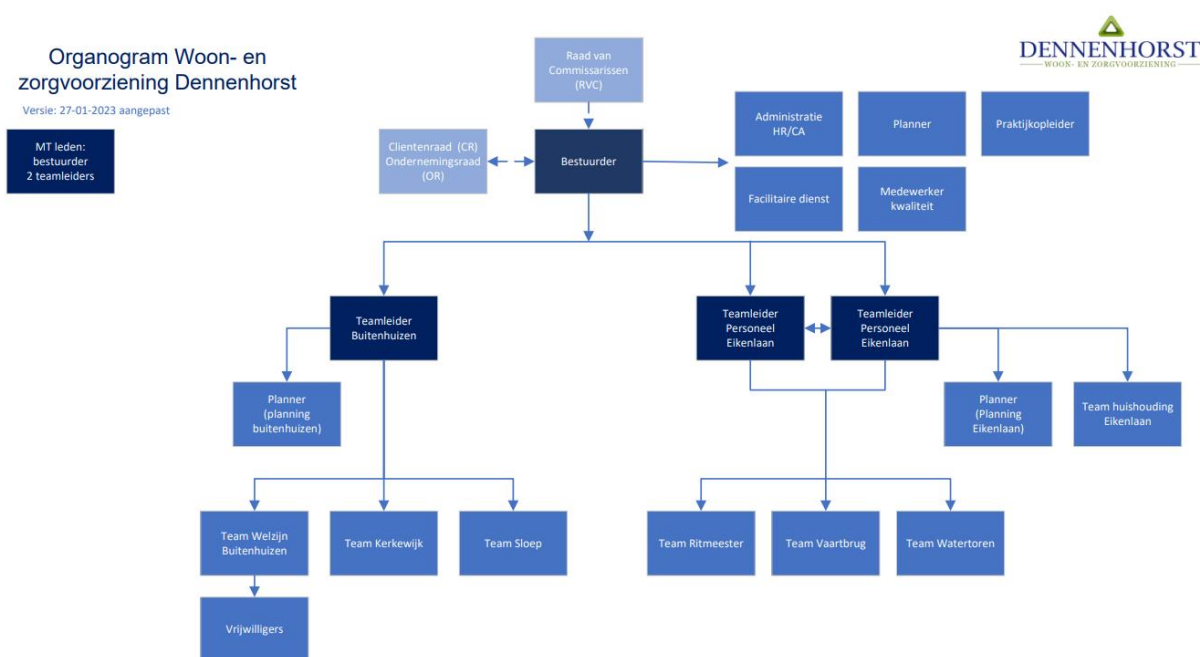 Organogram Woon- en
zorgvoorziening Dennenhorst
Versie: 27-01-2023 aangepast
DENNENHORST
WOON- EN ZORGVOORZIENING
MT leden:
bestuurder
2 teamleiders
Raad van
Commissarissen
(RVC)
Clientenraad (CR)
Ondernemingsraad
(OR)
Bestuurder
Administratie
HR/CA
Planner
Praktijkopleider
Facilitaire dienst
Medewerker
kwaliteit
Teamleider
Buitenhuizen
Teamleider
Personeel
Eikenlaan
Teamleider
Personeel
Eikenlaan
Planner
(planning
buitenhuizen)
Planner
(Planning
Eikenlaan)
Team huishouding
Eikenlaan
Team Welzijn
Buitenhuizen
Team Kerkewijk
Team Sloep
Team Ritmeester
Team Vaartbrug
Team Watertoren
Vrijwilligers